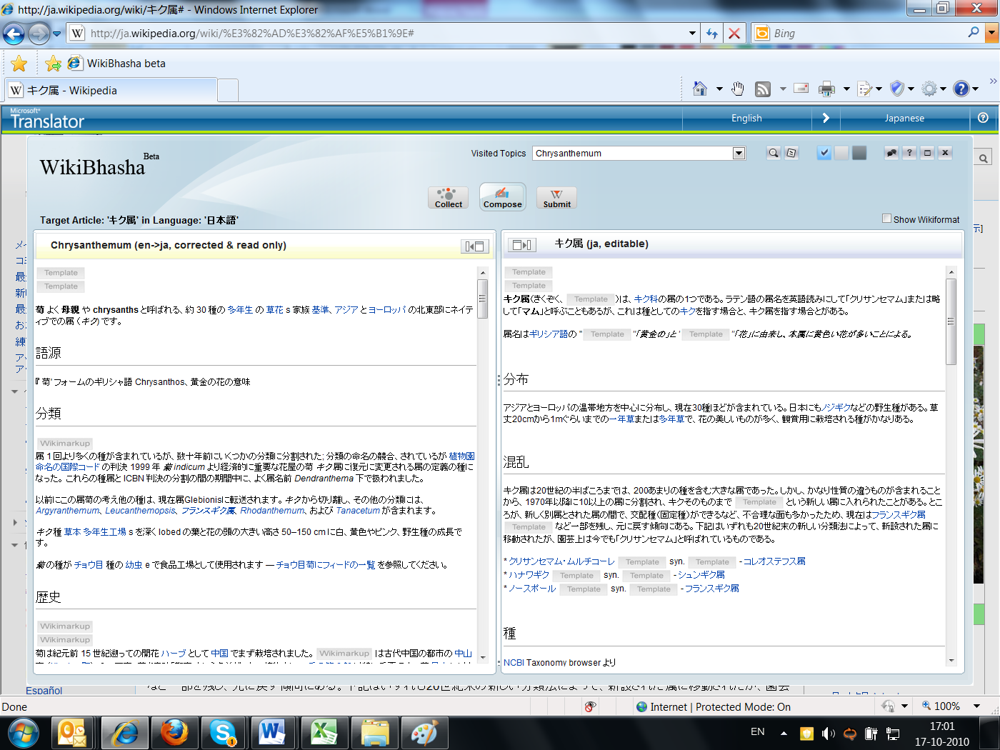 http://ja.wikipedia.org/wiki/キク属# - Windows Internet Explorer
http://ja.wikipedia.org/wiki/%E3%82%AD%E3%82%AF%E5%B1%9E#
Bing
WikiBhasha beta
キク属 - Wikipedia
Microsoft®
Translator
English
Japanese
WikiBhasha Beta
Visited Topics
Chrysanthemum
Collect
Compose
Submit
Target Article: 'キク属' in Language: '日本語'
Show Wikiformat
Chrysanthemum (en->ja, corrected & read only)
Template
Template
菊 よく 母親 や chrysanths と呼ばれる、約 30 種の 多年生 の 草花 s 家族 基準、アジア とヨーロッパ の北東部にネイテ
ィブでの属 (キク) です。
語源
『 菊' フォームのギリシャ語 Chrysanthos、黄金の花の意味
分類
Wikimarkup
属 1 回より多くの種が含まれているが、数十年前にいくつかの分類に分割された; 分類の命名の競合、されているが 植物園
命名の国際コード の判決 1999 年 菊 indicum より経済的に重要な花屋の菊 キク属に復元に変更される属の定義の種に
なった。 これらの種属と ICBN 判決の分割の間の期間中に、よく属名前 Dendranthema 下で扱われました。
以前にこの属菊の考え他の種は、現在属Glebionisに転送されます。 キクから切り離し、その他の分類には、
Argyranthemum、Leucanthemopsis、フランスギク属、Rhodanthemum、および Tanacetum が含まれます。
キク種 草本 多年生工場 s を深く lobed の葉と花の頭の大きい高さ 50–150 cm に白、黄色やピンク、野生種の成長で
す。
菊の種が チョウ目 種の 幼虫 e で食品工場として使用されます — チョウ目菊にフィードの一覧 を参照してください。
歴史
Wikimarkup
Wikimarkup
菊は紀元前 15 世紀遡っての開花 ハーブ として 中国 でまず栽培されました。 Wikimarkup は古代中国の都市の 中山
キク属 (ja, editable)
Template
Template
キク属(きくぞく、 Template )は、キク科の属の1つである。ラテン語の属名を英語読みにして「クリサンセマム」または略
して「マム」と呼ぶこともあるが、これは種としてのキクを指す場合と、キク属を指す場合とがある。
属名はギリシア語の " Template "「黄金の」と ' Template "「花」に由来し、本属に黄色い花が多いことによる。
分布
アジアとヨーロッパの温帯地方を中心に分布し、現在30種ほどが含まれている。日本にもノジギクなどの野生種がある。草
丈20cmから1mぐらいまでの一年草または多年草で、花の美しいものが多く、観賞用に栽培される種がかなりある。
混乱
キク属は20世紀の半ばころまでは、200あまりの種を含む大きな属であった。しかし、かなり性質の違うものが含まれること
から、1970年以降に10以上の属に分割され、キクそのものまで Template という新しい属に入れられたことがある。とこ
ろが、新しく別属とされた属の間で、交配種(固定種)ができるなど、不合理な面も多かったため、現在はフランスギク属
Template など一部を残し、元に戻す傾向にある。下記はいずれも20世紀末の新しい分類法によって、新設された属に
移動されたが、園芸上は今でも「クリサンセマム」と呼ばれているものである。
* クリサンセマム・ムルチコーレ Template syn. Template - コレオステフス属
* ハナワギク Template syn. Template - シュンギク属
* ノースポール Template syn. Template - フランスギク属
種
NCBI Taxonomy browser より
Español
Done
Internet | Protected Mode: On
100%
EN
17:01
17-10-2010